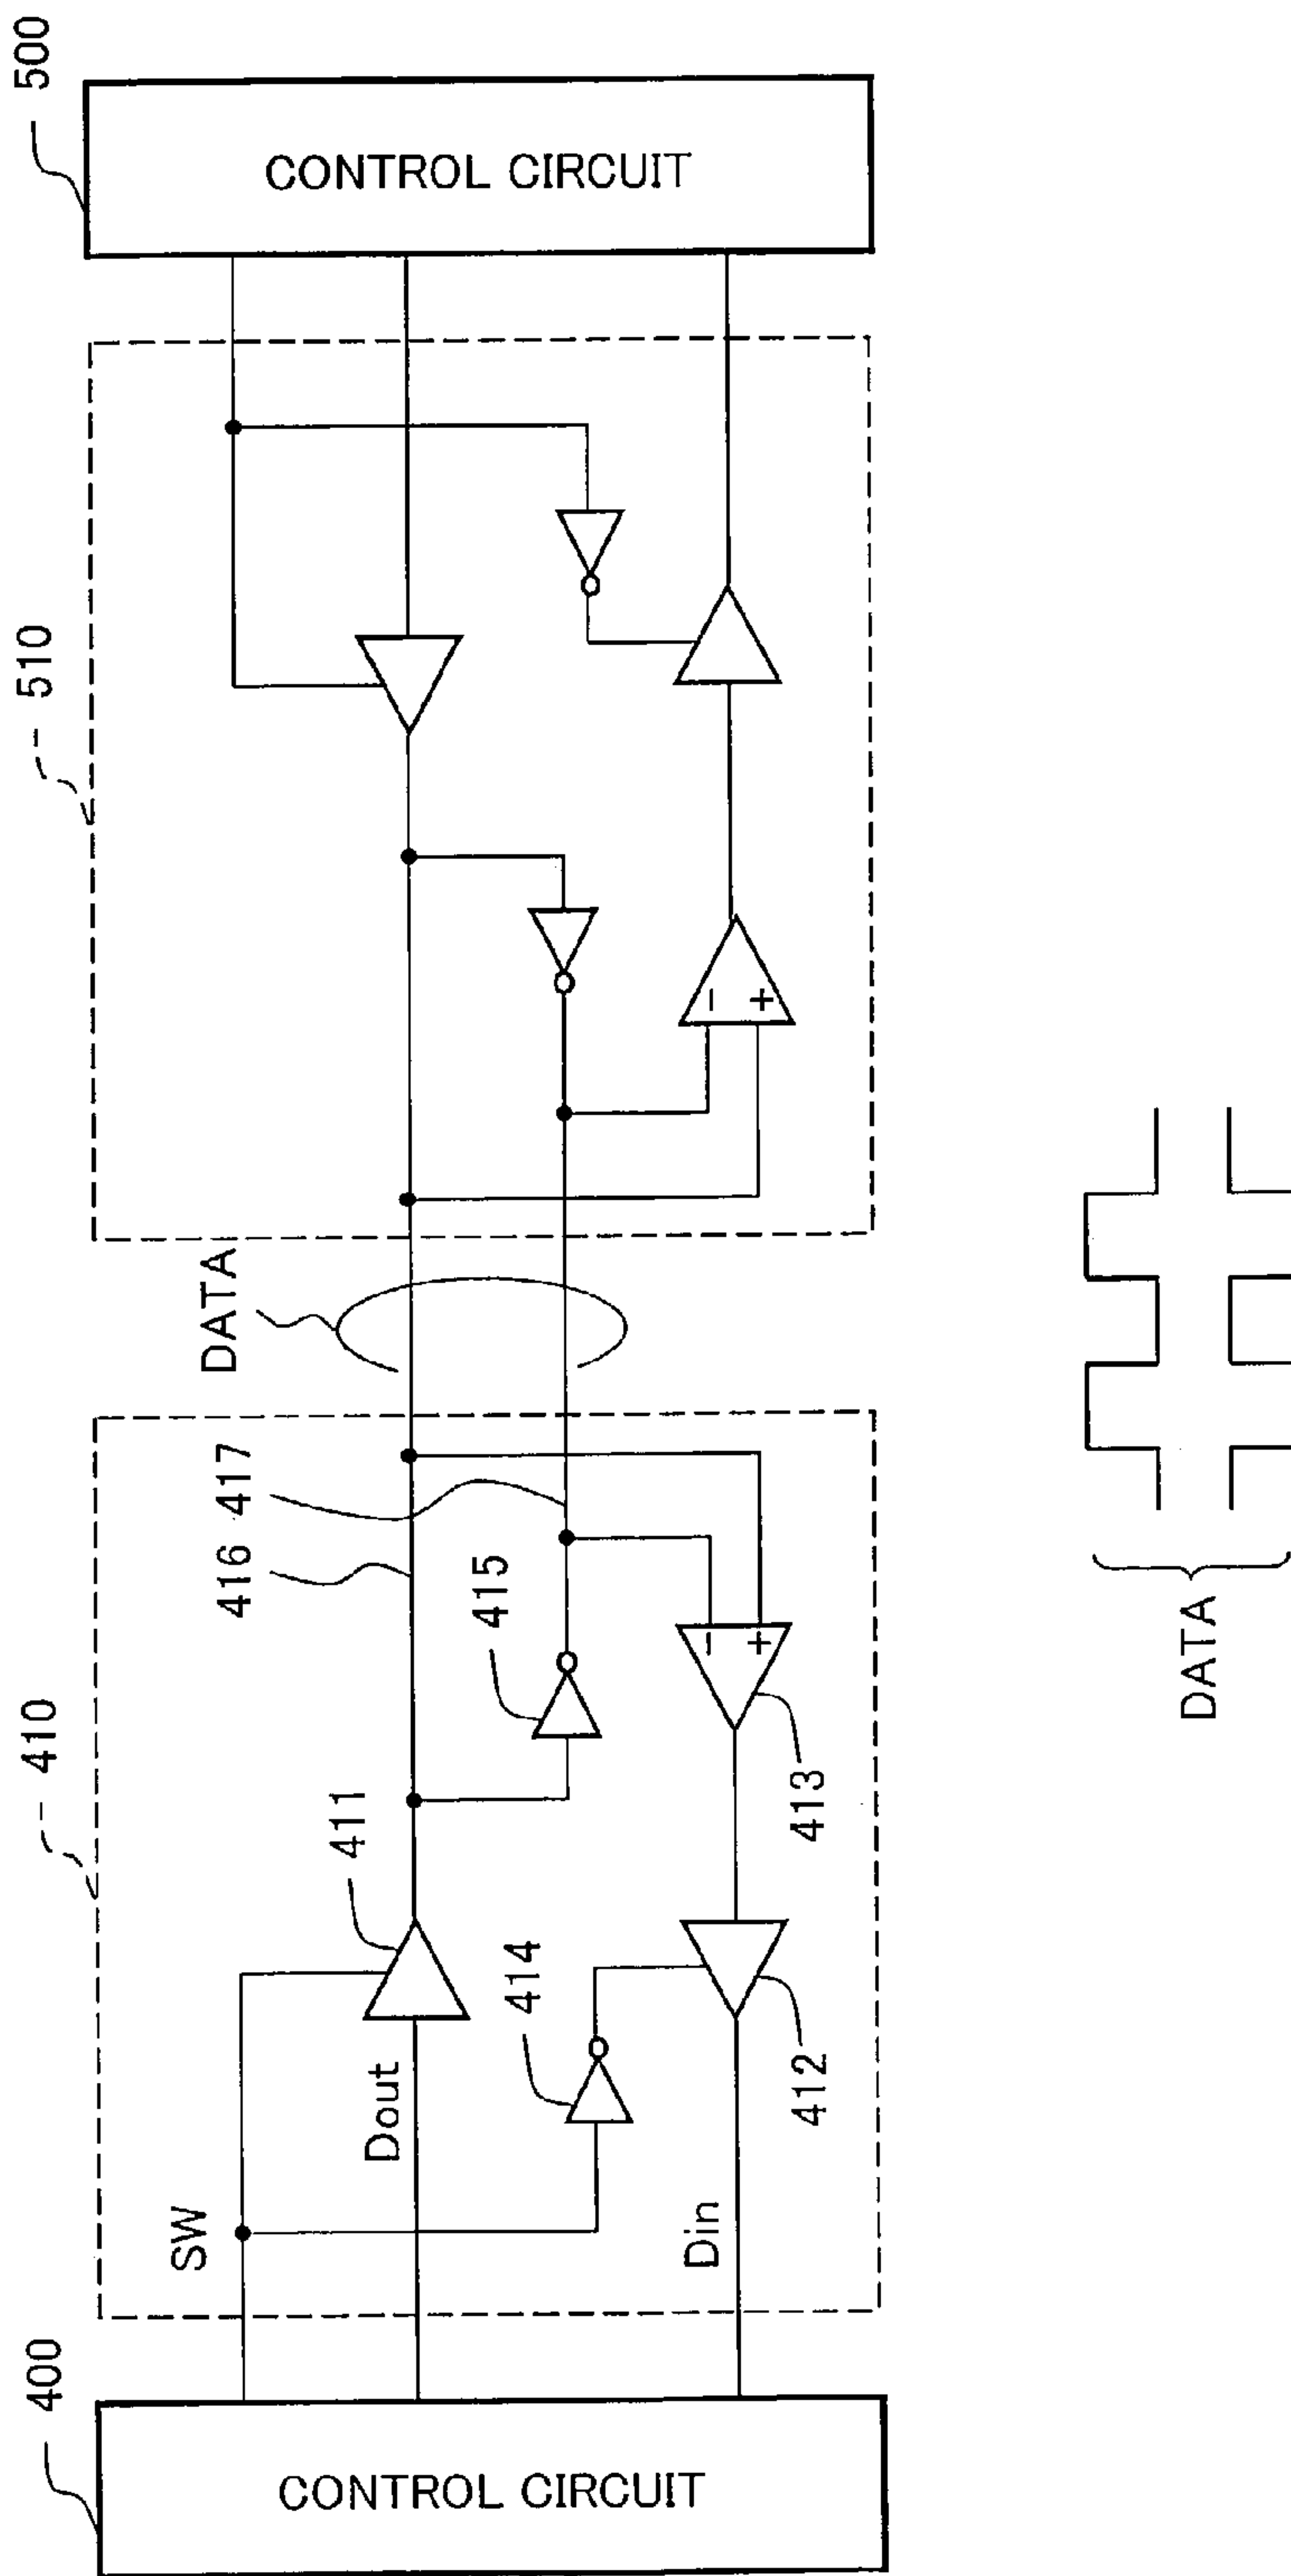 500
CONTROL CIRCUIT
510
DATA
416
417
415
410
411
413
414
412
SW
Dout
Din
400
CONTROL CIRCUIT
-
+
-
+
DATA